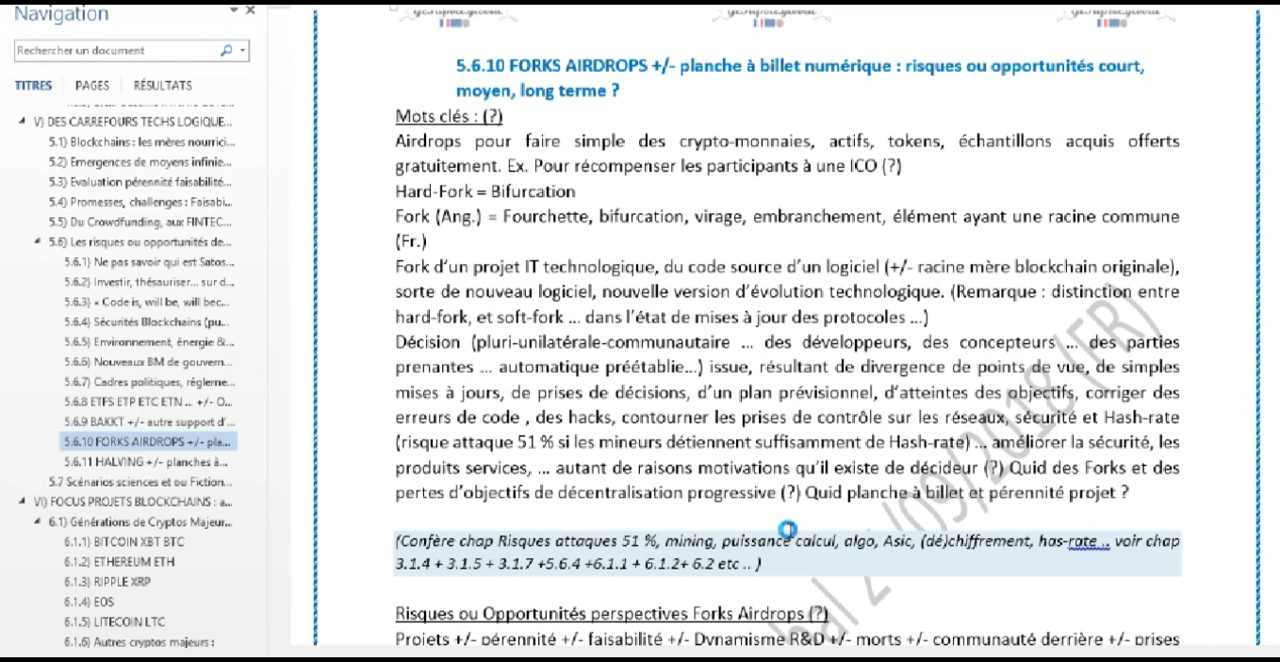 Navigation
Rechercher un document
TITRES PAGES RÉSULTATS
V) DES CARREFOURS TECHS LOGIQUE...
5.1) Blockchains : les mères nourrici...
5.2) Emergences de moyens infinie...
5.3) Evaluation pérennité faisabilité...
5.4) Promesses, challenges : Faisabi...
5.5) Du Crowdfunding, aux FINTEC...
5.6) Les risques ou opportunités de...
5.6.1) Ne pas savoir qui est Satos...
5.6.2) Investir, thésauriser... sur d...
5.6.3) « Code is, will be, will bec...
5.6.4) Sécurités Blockchains (pu...
5.6.5) Environnement, énergie &...
5.6.6) Nouveaux BM de gouvern...
5.6.7) Cadres politiques, régleme...
5.6.8 ETFS ETP ETC ETN ... +/- O...
5.6.9 BAKKT +/- autre support d'...
5.6.10 FORKS AIRDROPS +/- pla...
5.6.11 HALVING +/- planches à...
5.7 Scénarios sciences et ou Fiction...
VI) FOCUS PROJETS BLOCKCHAINS : a...
6.1) Générations de Cryptos Majeur...
6.1.1) BITCOIN XBT BTC
6.1.2) ETHEREUM ETH
6.1.3) RIPPLE XRP
6.1.4) EOS
6.1.5) LITECOIN LTC
6.1.6) Autres cryptos majeurs :
5.6.10 FORKS AIRDROPS +/- planche à billet numérique : risques ou opportunités court,
moyen, long terme ?
Mots clés : (?)
Airdrops pour faire simple des crypto-monnaies, actifs, tokens, échantillons acquis offerts
gratuitement. Ex. Pour récompenser les participants à une ICO (?)
Hard-Fork = Bifurcation
Fork (Ang.) = Fourchette, bifurcation, virage, embranchement, élément ayant une racine commune
(Fr.)
Fork d'un projet IT technologique, du code source d'un logiciel (+/- racine mère blockchain originale),
sorte de nouveau logiciel, nouvelle version d'évolution technologique. (Remarque : distinction entre
hard-fork, et soft-fork ... dans l'état de mises à jour des protocoles ...)
Décision (pluri-unilatérale-communautaire ... des développeurs, des concepteurs ... des parties
prenantes ... automatique préétablie...) issue, résultant de divergence de points de vue, de simples
mises à jours, de prises de décisions, d'un plan prévisionnel, d'atteintes des objectifs, corriger des
erreurs de code , des hacks, contourner les prises de contrôle sur les réseaux, sécurité et Hash-rate
(risque attaque 51 % si les mineurs détiennent suffisamment de Hash-rate) ... améliorer la sécurité, les
produits services, ... autant de raisons motivations qu'il existe de décideur (?) Quid des Forks et des
pertes d'objectifs de décentralisation progressive (?) Quid planche à billet et pérennité projet ?
(Confère chap Risques attaques 51 %, mining, puissance calcul, algo, Asic, (dé)chiffrement, has-rate .. voir chap
3.1.4 + 3.1.5 + 3.1.7 +5.6.4 +6.1.1 + 6.1.2+ 6.2 etc .. )
Risques ou Opportunités perspectives Forks Airdrops (?)
Projets +/- pérennité +/- faisabilité +/- Dynamisme R&D +/- morts +/- communauté derrière +/- prises